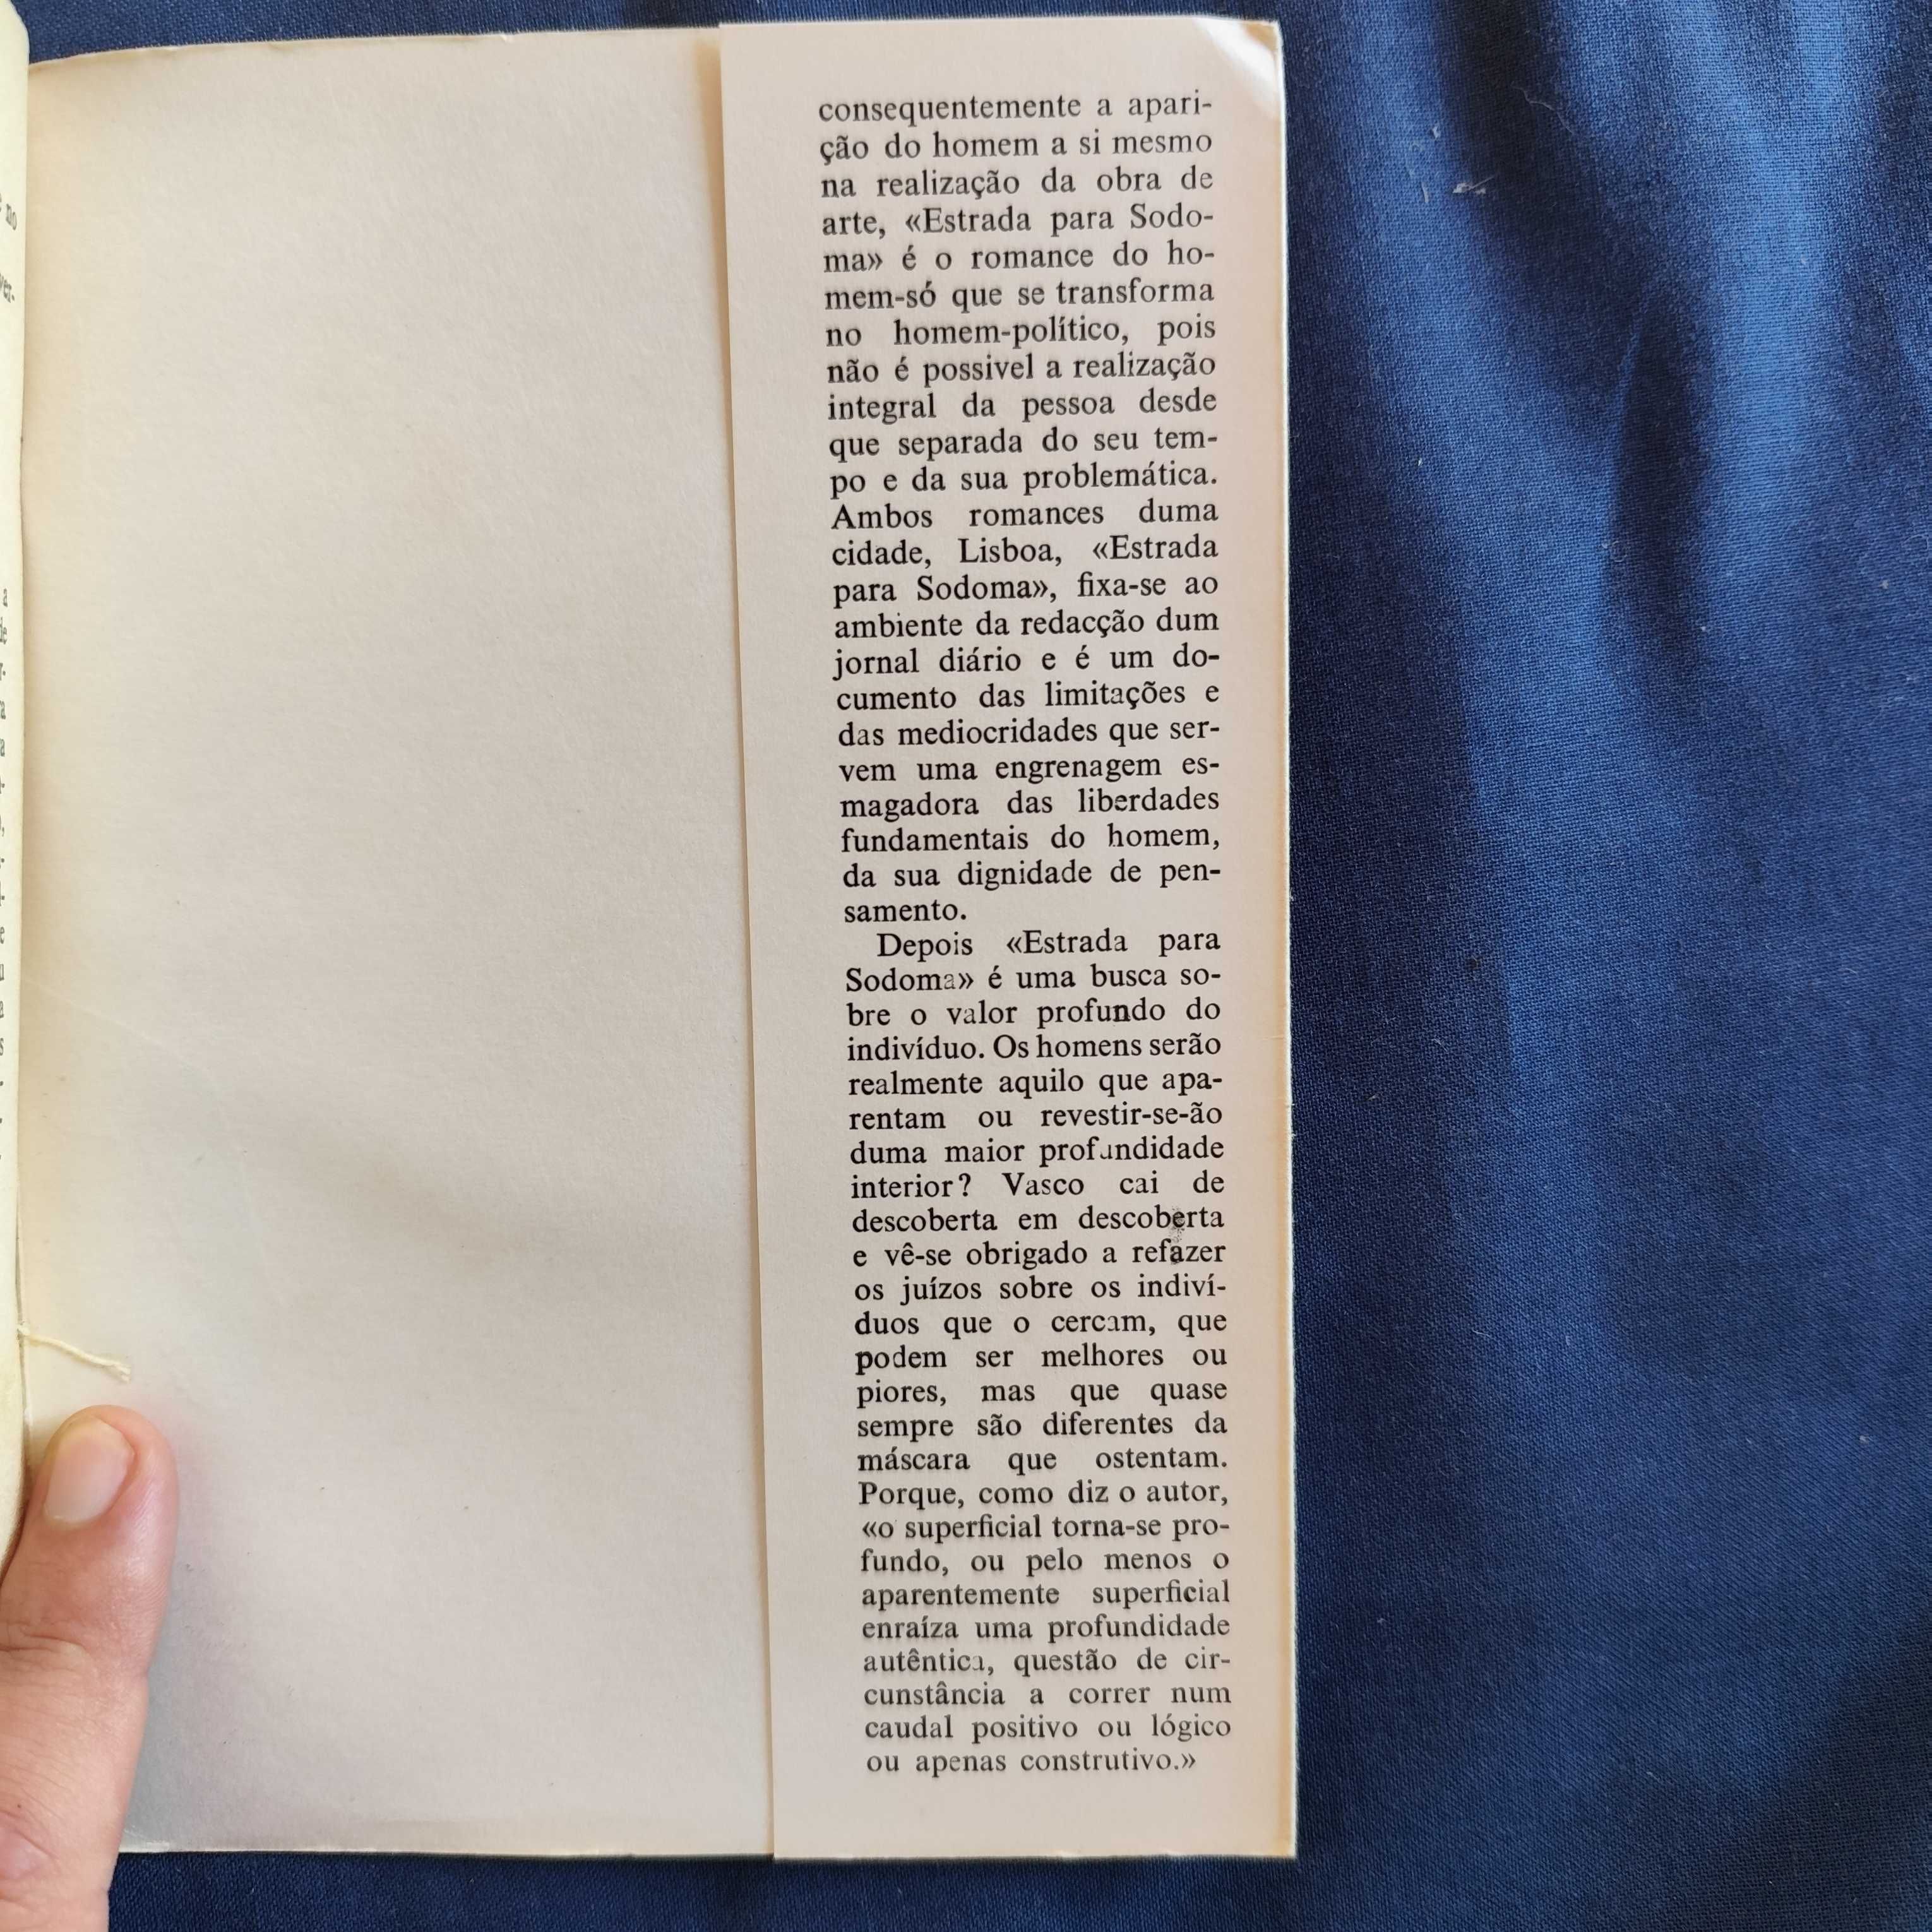 consequentemente a apari-
ção do homem a si mesmo
na realização da obra de
arte, «Estrada para Sodo-
ma» é o romance do ho-
mem-só que se transforma
no homem-político, pois
não é possivel a realização
integral da pessoa desde
que separada do seu tem-
po e da sua problemática.
Ambos romances duma
cidade, Lisboa, «Estrada
para Sodoma», fixa-se ao
ambiente da redacção dum
jornal diário e é um do-
cumento das limitações e
das mediocridades que ser-
vem uma engrenagem es-
magadora das liberdades
fundamentais do homem,
da sua dignidade de pen-
samento.
Depois «Estrada para
Sodoma» é uma busca so-
bre o valor profundo do
indivíduo. Os homens serão
realmente aquilo que apa-
rentam ou revestir-se-ão
duma maior profundidade
interior? Vasco cai de
descoberta em descoberta
e vê-se obrigado a refazer
os juízos sobre os indiví-
duos que o cercam, que
podem ser melhores ou
piores, mas que quase
sempre são diferentes da
máscara que ostentam.
Porque, como diz o autor,
«o superficial torna-se pro-
fundo, ou pelo menos o
aparentemente superficial
enraíza uma profundidade
autêntica, questão de cir-
cunstância a correr num
caudal positivo ou lógico
ou apenas construtivo.»